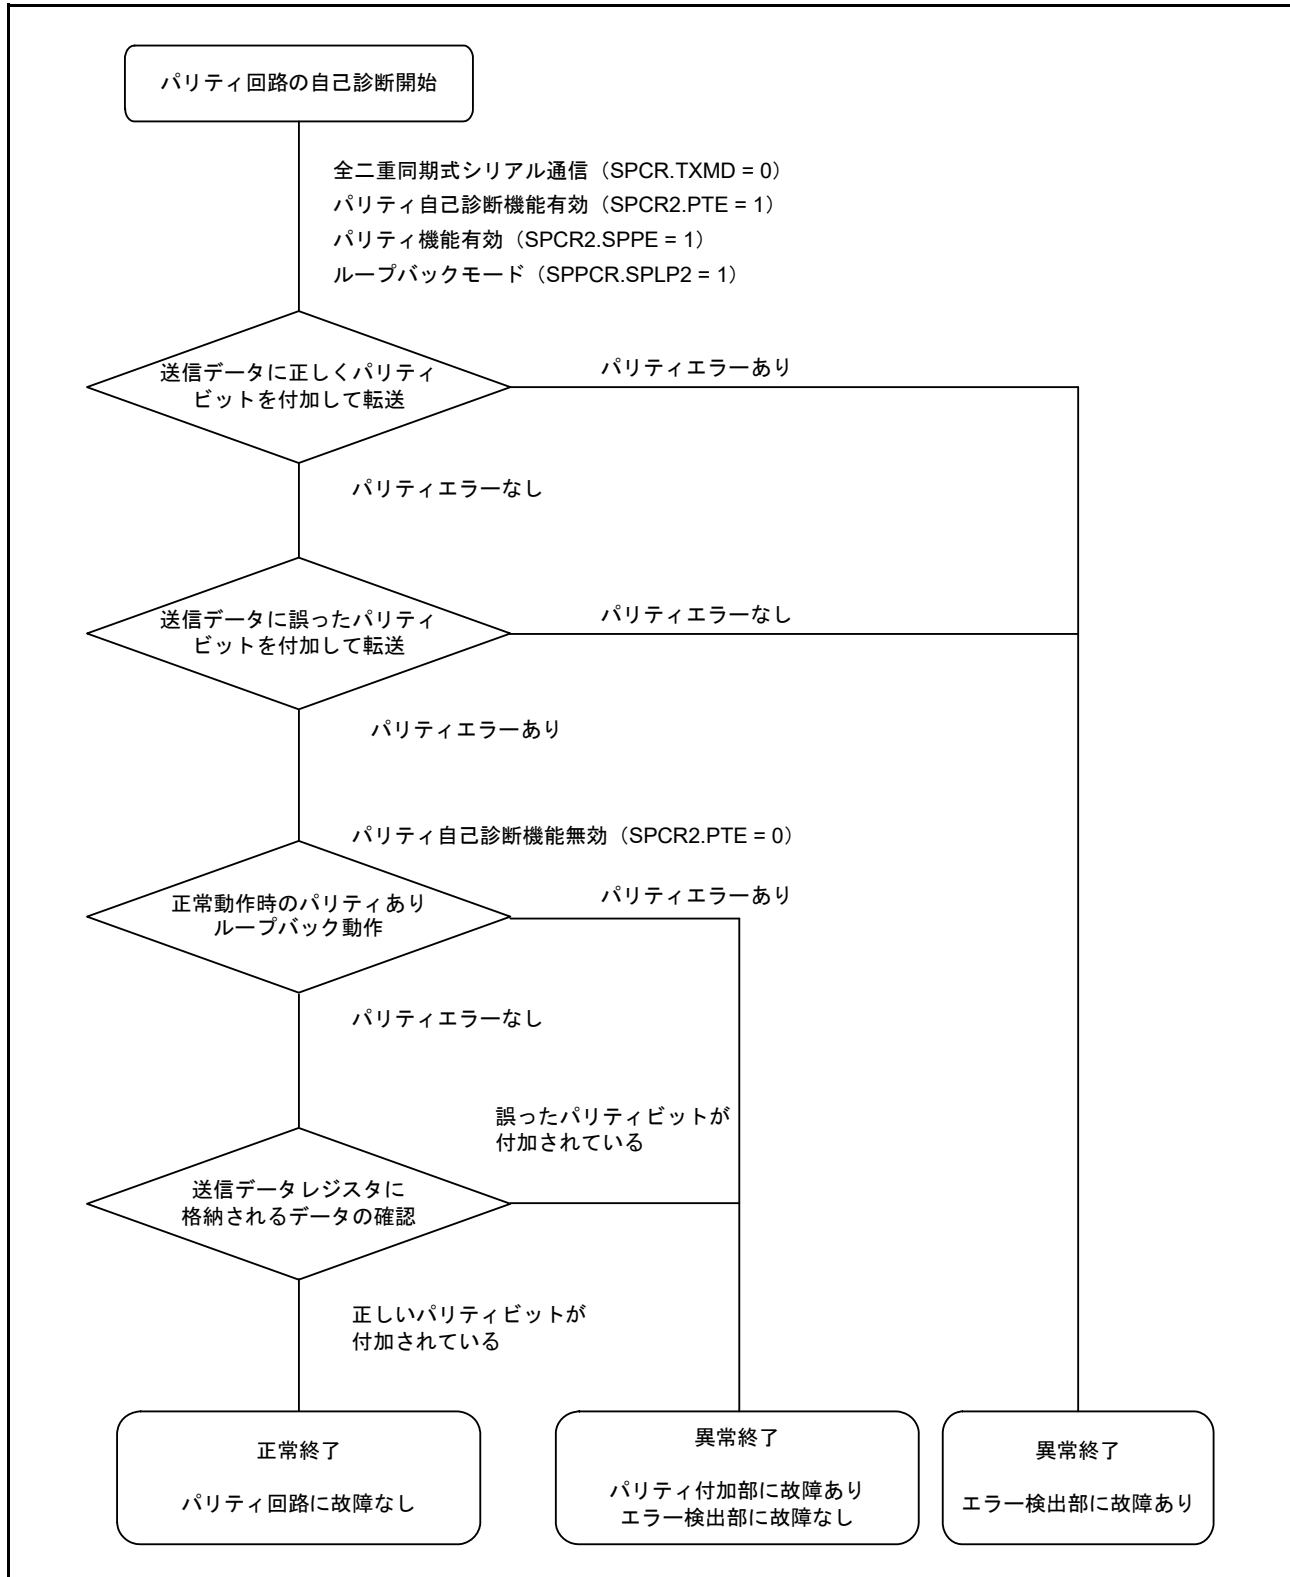 パリティ回路の自己診断開始
全二重同期式シリアル通信（SPCR.TXMD = 0）
パリティ自己診断機能有効（SPCR2.PTE = 1）
パリティ機能有効（SPCR2.SPPE = 1）
ループバックモード（SPPCR.SPLP2 = 1）
送信データに正しくパリティ
ビットを付加して転送
パリティエラーあり
パリティエラーなし
送信データに誤ったパリティ
ビットを付加して転送
パリティエラーなし
パリティエラーあり
パリティ自己診断機能無効（SPCR2.PTE = 0）
正常動作時のパリティあり
ループバック動作
パリティエラーあり
パリティエラーなし
誤ったパリティビットが
付加されている
送信データレジスタに
格納されるデータの確認
正しいパリティビットが
付加されている
正常終了
パリティ回路に故障なし
異常終了
パリティ付加部に故障あり
エラー検出部に故障なし
異常終了
エラー検出部に故障あり